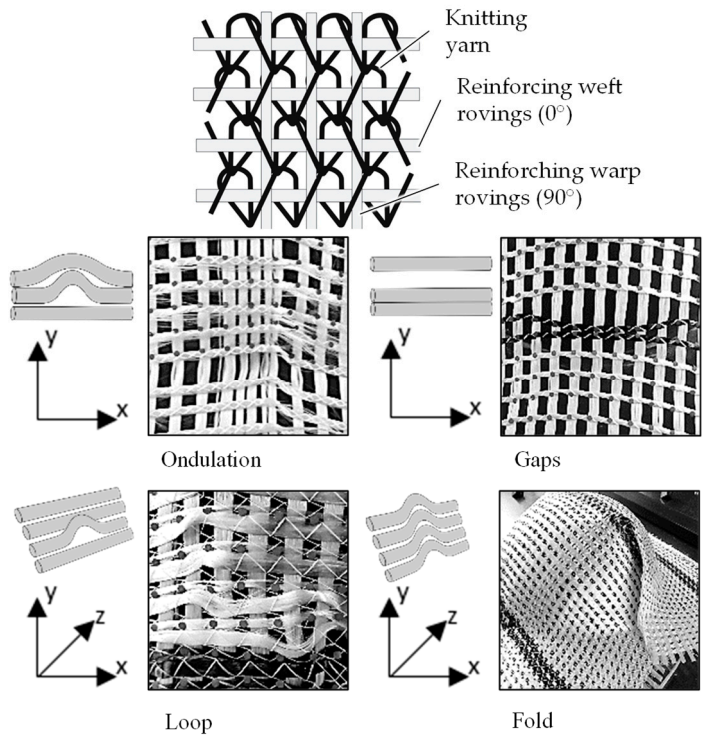 Knitting
yarn
Reinforcing weft
rovings (0°)
Reinforching warp
rovings (90°)
y
x
Ondulation
y
x
Gaps
y
z
x
Loop
y
z
x
Fold